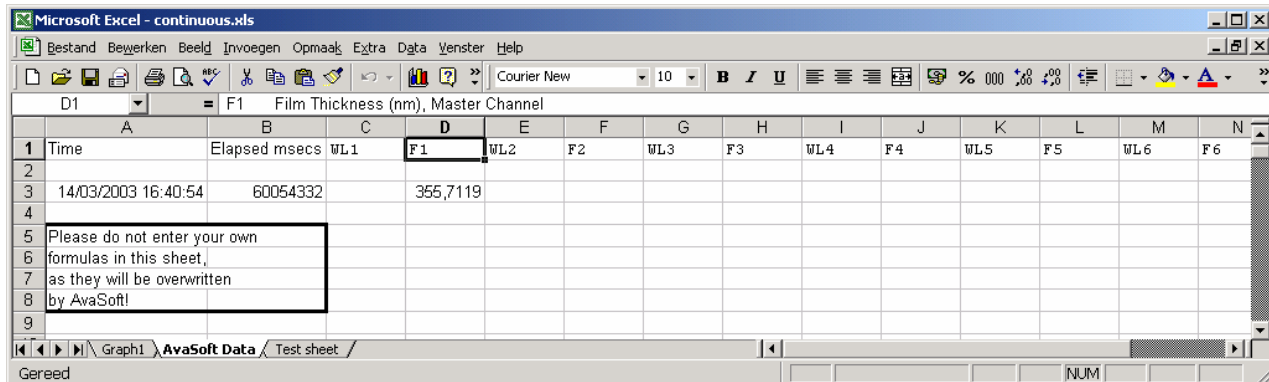 Microsoft Excel - continuous.xls
Bestand Bewerken Beeld Invoegen Opmaak Extra Data Venster Help
Courier New 10 B I U % 000
D1 = F1 Film Thickness (nm), Master Channel
A B C D E F G H I J K L M N
1 Time Elapsed msecs WL1 F1 WL2 F2 WL3 F3 WL4 F4 WL5 F5 WL6 F6
2
3 14/03/2003 16:40:54 60054332 355,7119
4
5 Please do not enter your own
6 formulas in this sheet,
7 as they will be overwritten
8 by AvaSoft!
9
Graph1 AvaSoft Data Test sheet
Gereed NUM